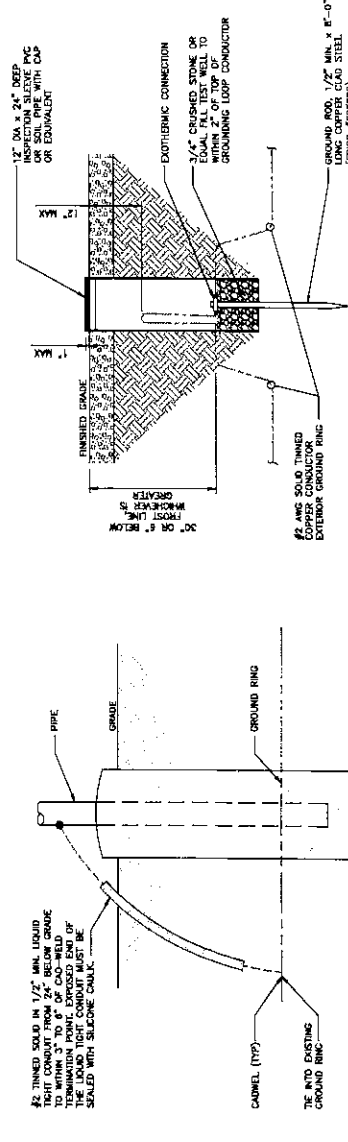 #2 TINNED SOLID IN 1/2" MIN. LIQUID
TIGHT CONDUIT FROM 24" BELOW GRADE
TO WITHIN 3" TO 6" OF CAD-WELD
TERMINATION POINT. EXPOSED END OF
THE LIQUID TIGHT CONDUIT MUST BE
SEALED WITH SILICONE CAULK.
PIPE
GRADE
GROUND RING
CADWEL (TYP)
TIE INTO EXISTING
GROUND RING
12" DIA x 24" DEEP
INSPECTION SLEEVE PVC
OR SOIL PIPE WITH CAP
OR EQUIVALENT
1" MAX
12" MAX
FINISHED GRADE
30" OR 6" BELOW
FROST LINE,
WHICHEVER IS
GREATER
EXOTHERMIC CONNECTION
3/4" CRUSHED STONE OR
EQUAL FILL TEST WELL TO
WITHIN 2" OF TOP OF
GROUNDING LOOP CONDUCTOR
#2 AWG SOLID TINNED
COPPER CONDUCTOR
EXTERIOR GROUND RING
GROUND ROD, 1/2" MIN. x 8'-0"
LONG COPPER CLAD STEEL